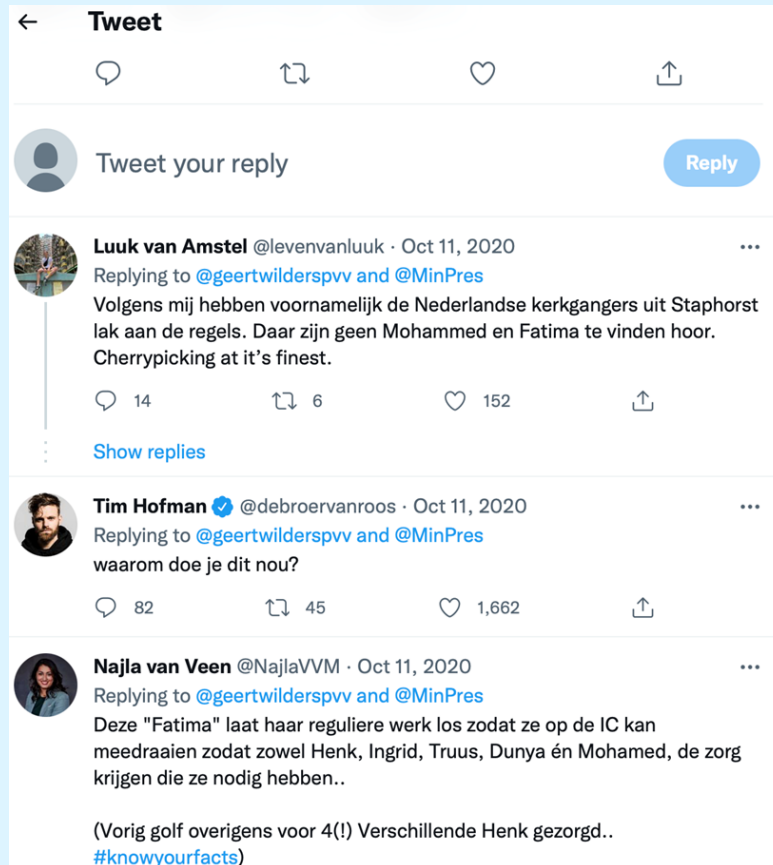 Tweet
Tweet your reply
Reply
Luuk van Amstel @levenvanluuk · Oct 11, 2020
Replying to @geertwilderspvv and @MinPres
Volgens mij hebben voornamelijk de Nederlandse kerkgangers uit Staphorst
lak aan de regels. Daar zijn geen Mohammed en Fatima te vinden hoor.
Cherrypicking at it's finest.
14 6 152
Show replies
Tim Hofman @debroervanroos · Oct 11, 2020
Replying to @geertwilderspvv and @MinPres
waarom doe je dit nou?
82 45 1,662
Najla van Veen @NajlaVVM · Oct 11, 2020
Replying to @geertwilderspvv and @MinPres
Deze "Fatima" laat haar reguliere werk los zodat ze op de IC kan
meedraaien zodat zowel Henk, Ingrid, Truus, Dunya én Mohamed, de zorg
krijgen die ze nodig hebben..
(Vorig golf overigens voor 4(!) Verschillende Henk gezorgd..
#knowyourfacts)